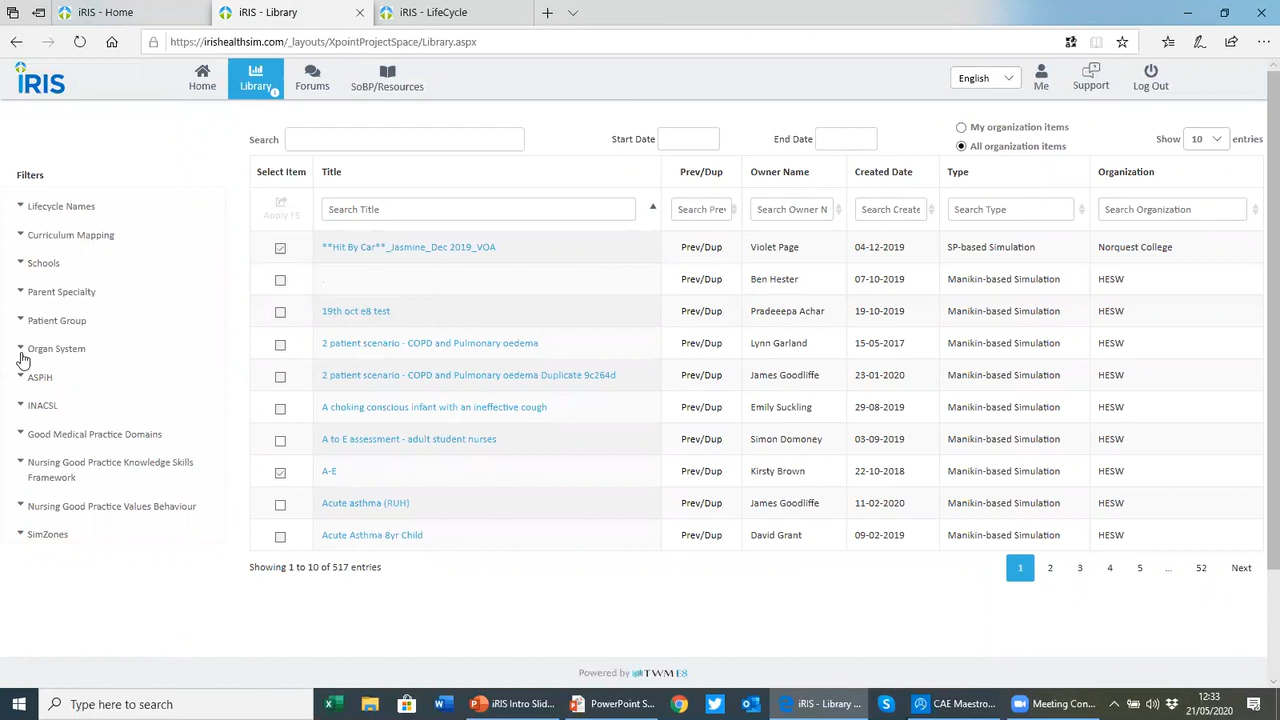 iRIS - Home
iRIS - Library
iRIS - LifeCycle
https://irishealthsim.com/_layouts/XpointProjectSpace/Library.aspx
iRIS
Home
Library
Forums
SoBP/Resources
English
Me
Support
Log Out
Search
Start Date
End Date
My organization items
All organization items
Show 10 entries
Filters
Lifecycle Names
Curriculum Mapping
Schools
Parent Specialty
Patient Group
Organ System
ASPiH
INACSL
Good Medical Practice Domains
Nursing Good Practice Knowledge Skills
Framework
Nursing Good Practice Values Behaviour
SimZones
Select Item Title Prev/Dup Owner Name Created Date Type Organization
Apply FS Search Title Search Prev Search Owner N Search Create Search Type Search Organization
**Hit By Car**_Jasmine_Dec 2019_VOA Prev/Dup Violet Page 04-12-2019 SP-based Simulation Norquest College
. Prev/Dup Ben Hester 07-10-2019 Manikin-based Simulation HESW
19th oct e8 test Prev/Dup Pradeeepa Achar 19-10-2019 Manikin-based Simulation HESW
2 patient scenario - COPD and Pulmonary oedema Prev/Dup Lynn Garland 15-05-2017 Manikin-based Simulation HESW
2 patient scenario - COPD and Pulmonary oedema Duplicate 9c264d Prev/Dup James Goodliffe 23-01-2020 Manikin-based Simulation HESW
A choking conscious infant with an ineffective cough Prev/Dup Emily Suckling 29-08-2019 Manikin-based Simulation HESW
A to E assessment - adult student nurses Prev/Dup Simon Domoney 03-09-2019 Manikin-based Simulation HESW
A-E Prev/Dup Kirsty Brown 22-10-2018 Manikin-based Simulation HESW
Acute asthma (RUH) Prev/Dup James Goodliffe 11-02-2020 Manikin-based Simulation HESW
Acute Asthma 8yr Child Prev/Dup David Grant 09-02-2019 Manikin-based Simulation HESW
Showing 1 to 10 of 517 entries
1 2 3 4 5 ... 52 Next
Powered by TWME8
Type here to search
iRIS Intro Slid...
PowerPoint S...
iRIS - Library ...
CAE Maestro...
Meeting Con...
12:33
21/05/2020